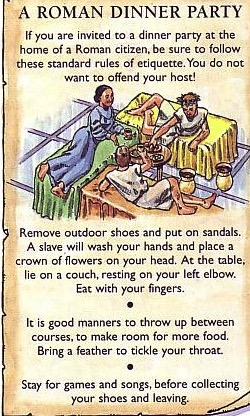 A ROMAN DINNER PARTY
If you are invited to a dinner party at the
home of a Roman citizen, be sure to follow
these standard rules of etiquette. You do not
want to offend your host!
Remove outdoor shoes and put on sandals.
A slave will wash your hands and place a
crown of flowers on your head. At the table,
lie on a couch, resting on your left elbow.
Eat with your fingers.
•
It is good manners to throw up between
courses, to make room for more food.
Bring a feather to tickle your throat.
•
Stay for games and songs, before collecting
your shoes and leaving.